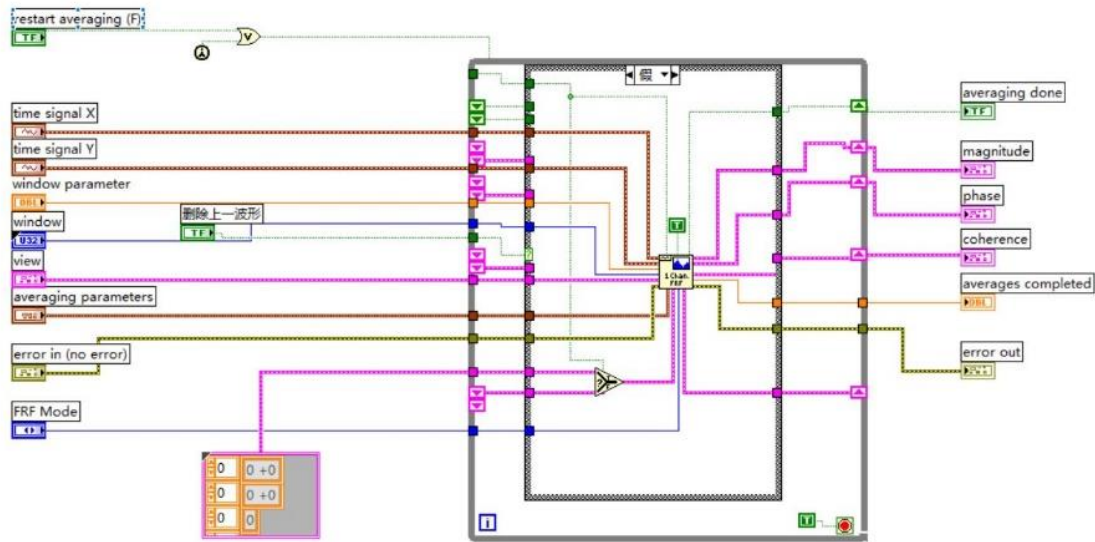 restart averaging (F)
TF
V
假
averaging done
TF
time signal X
time signal Y
magnitude
window parameter
DBL
phase
window
U32
删除上一波形
TF
T
coherence
view
1 Chan.
FRF
averages completed
DBL
averaging parameters
error in (no error)
error out
?
FRF Mode
0
0 +0
0
0 +0
0
0
i
T